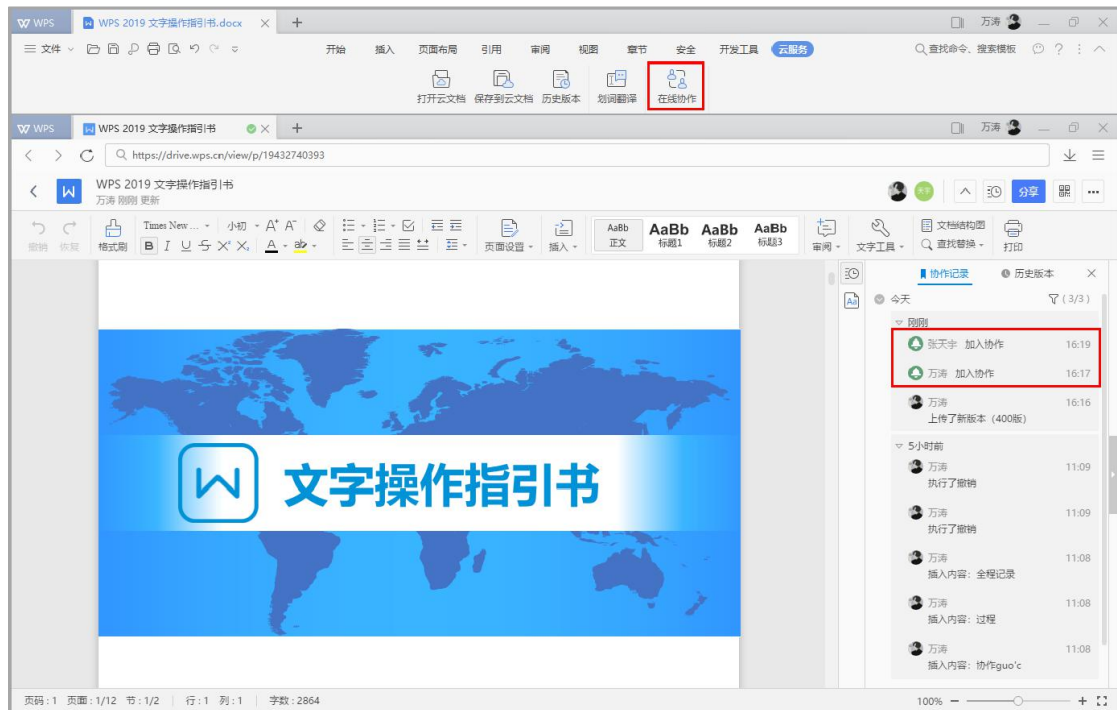 WPS WPS 2019 文字操作指引书.docx 万涛
文件 开始 插入 页面布局 引用 审阅 视图 章节 安全 开发工具 云服务 查找命令、搜索模板
打开云文档 保存到云文档 历史版本 划词翻译 在线协作
WPS WPS 2019 文字操作指引书 万涛
https://drive.wps.cn/view/p/19432740393
WPS 2019 文字操作指引书
万涛 刚刚 更新
天宇 分享
撤销 恢复 格式刷 Times New ... 小初 A+ A- B I U S X² X₂ A ab 页面设置 插入 AaBb 正文 AaBb 标题1 AaBb 标题2 AaBb 标题3 审阅 文字工具 文档结构图 查找替换 打印
协作记录 历史版本
今天 (3/3)
刚刚
张天宇 加入协作 16:19
万涛 加入协作 16:17
万涛 16:16
上传了新版本（400版）
5小时前
万涛 11:09
执行了撤销
万涛 11:09
执行了撤销
万涛 11:08
插入内容：全程记录
万涛 11:08
插入内容：过程
万涛 11:08
插入内容：协作guo'c
文字操作指引书
页码:1 页面:1/12 节:1/2 行:1 列:1 字数:2864 100%